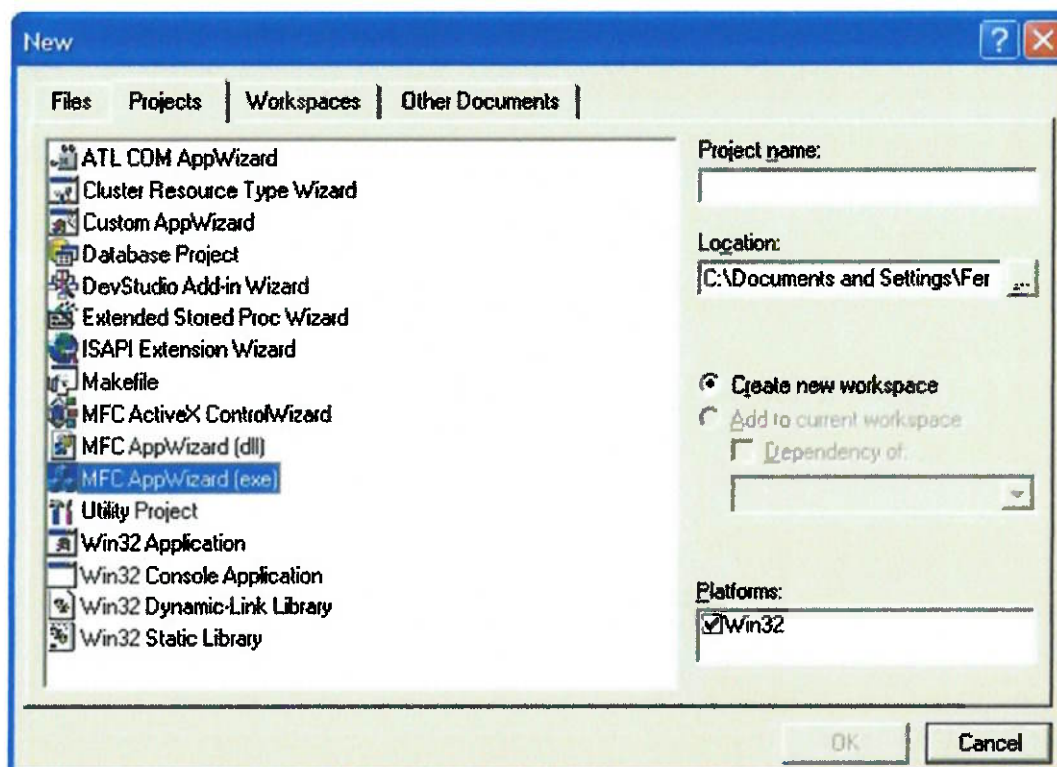 New
Files Projects Workspaces Other Documents
ATL COM AppWizard
Cluster Resource Type Wizard
Custom AppWizard
Database Project
DevStudio Add-in Wizard
Extended Stored Proc Wizard
ISAPI Extension Wizard
Makefile
MFC ActiveX ControlWizard
MFC AppWizard (dll)
MFC AppWizard (exe)
Utility Project
Win32 Application
Win32 Console Application
Win32 Dynamic-Link Library
Win32 Static Library
Project name:
Location:
C:\Documents and Settings\Fer ...
Create new workspace
Add to current workspace
Dependency of:
Platforms:
Win32
OK Cancel